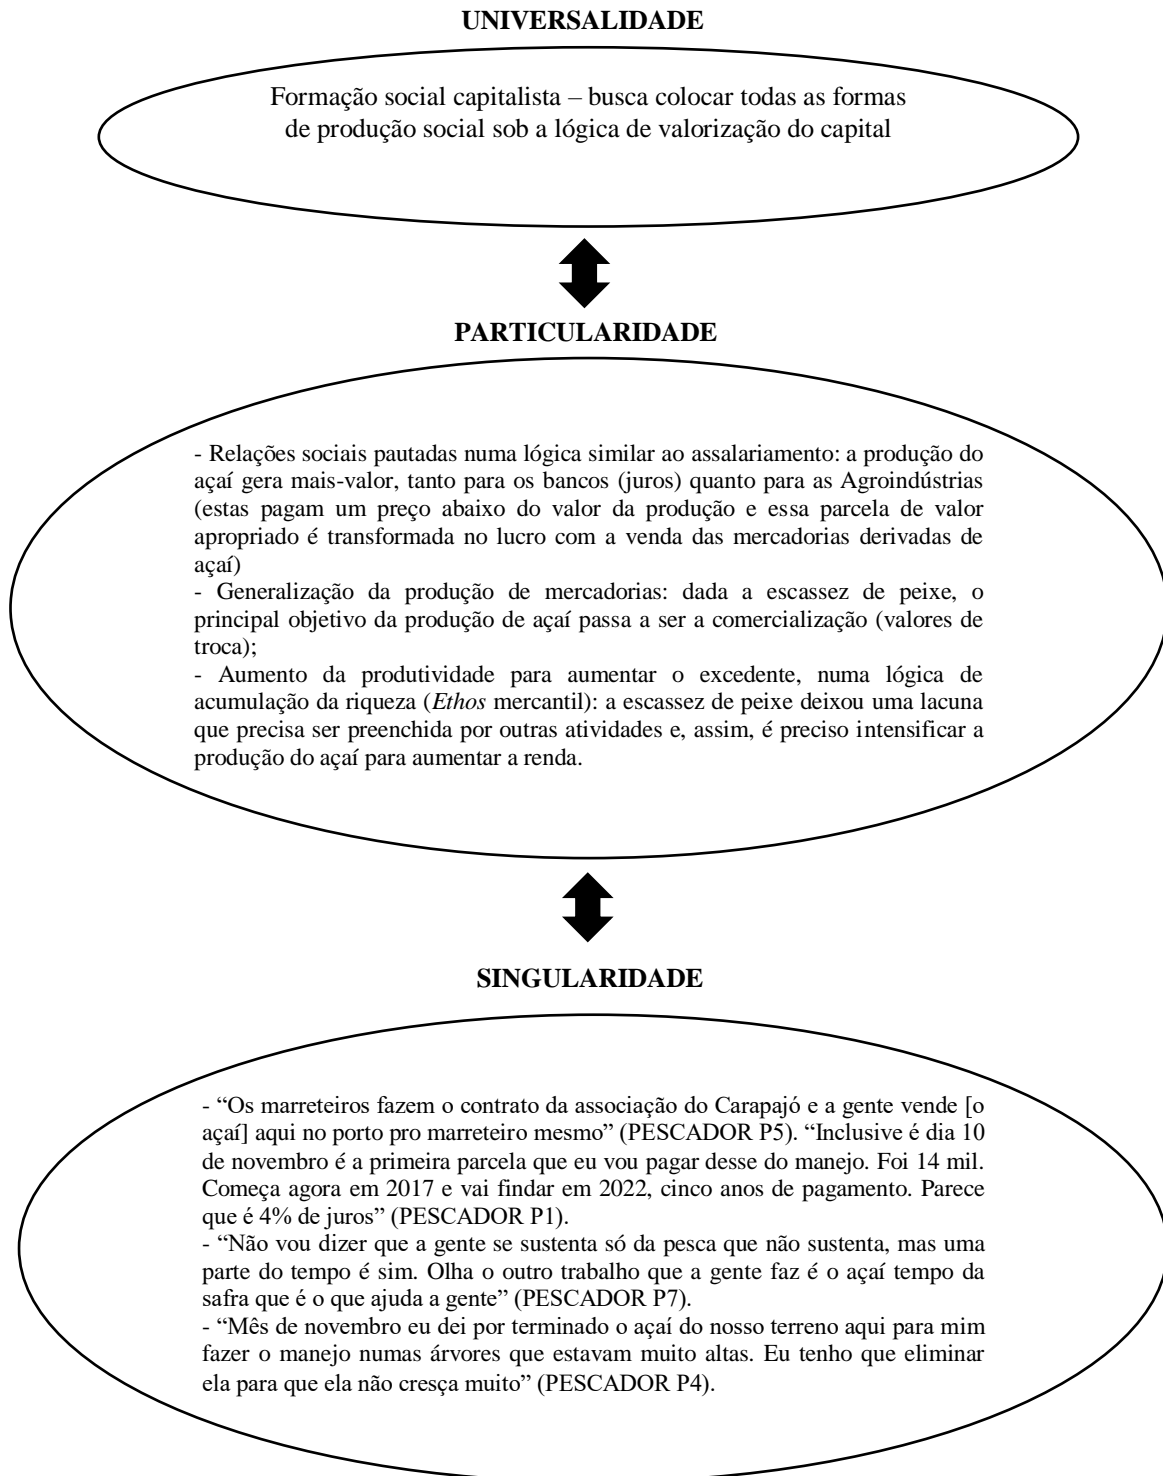 UNIVERSALIDADE
Formação social capitalista – busca colocar todas as formas
de produção social sob a lógica de valorização do capital
PARTICULARIDADE
- Relações sociais pautadas numa lógica similar ao assalariamento: a produção do
açaí gera mais-valor, tanto para os bancos (juros) quanto para as Agroindústrias
(estas pagam um preço abaixo do valor da produção e essa parcela de valor
apropriado é transformada no lucro com a venda das mercadorias derivadas de
açaí)
- Generalização da produção de mercadorias: dada a escassez de peixe, o
principal objetivo da produção de açaí passa a ser a comercialização (valores de
troca);
- Aumento da produtividade para aumentar o excedente, numa lógica de
acumulação da riqueza (Ethos mercantil): a escassez de peixe deixou uma lacuna
que precisa ser preenchida por outras atividades e, assim, é preciso intensificar a
produção do açaí para aumentar a renda.
SINGULARIDADE
- “Os marreteiros fazem o contrato da associação do Carapajó e a gente vende [o
açaí] aqui no porto pro marreteiro mesmo” (PESCADOR P5). “Inclusive é dia 10
de novembro é a primeira parcela que eu vou pagar desse do manejo. Foi 14 mil.
Começa agora em 2017 e vai findar em 2022, cinco anos de pagamento. Parece
que é 4% de juros” (PESCADOR P1).
- “Não vou dizer que a gente se sustenta só da pesca que não sustenta, mas uma
parte do tempo é sim. Olha o outro trabalho que a gente faz é o açaí tempo da
safra que é o que ajuda a gente” (PESCADOR P7).
- “Mês de novembro eu dei por terminado o açaí do nosso terreno aqui para mim
fazer o manejo numas árvores que estavam muito altas. Eu tenho que eliminar
ela para que ela não cresça muito” (PESCADOR P4).